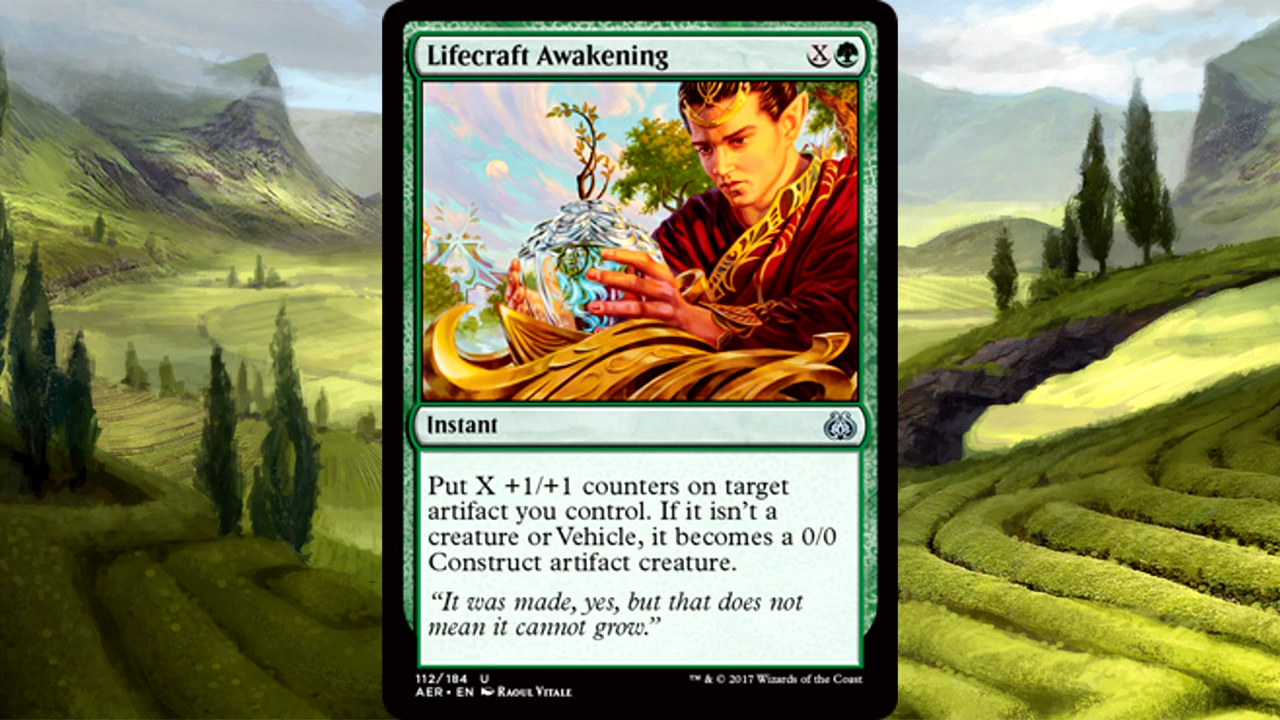 Lifecraft Awakening X
Instant
Put X +1/+1 counters on target
artifact you control. If it isn't a
creature or Vehicle, it becomes a 0/0
Construct artifact creature.
“It was made, yes, but that does not
mean it cannot grow.”
112/184 U
AER • EN Raoul Vitale
™ & © 2017 Wizards of the Coast